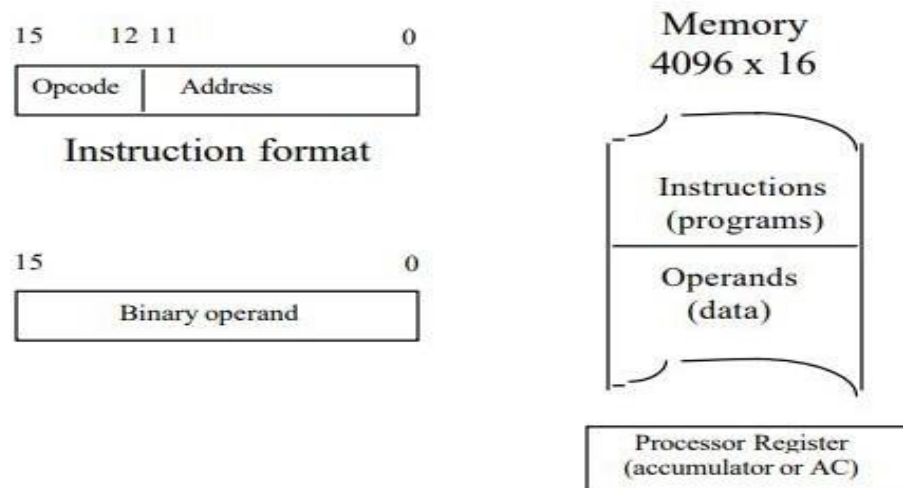 15 12 11 0
Opcode Address
Instruction format
15 0
Binary operand
Memory
4096 x 16
Instructions
(programs)
Operands
(data)
Processor Register
(accumulator or AC)